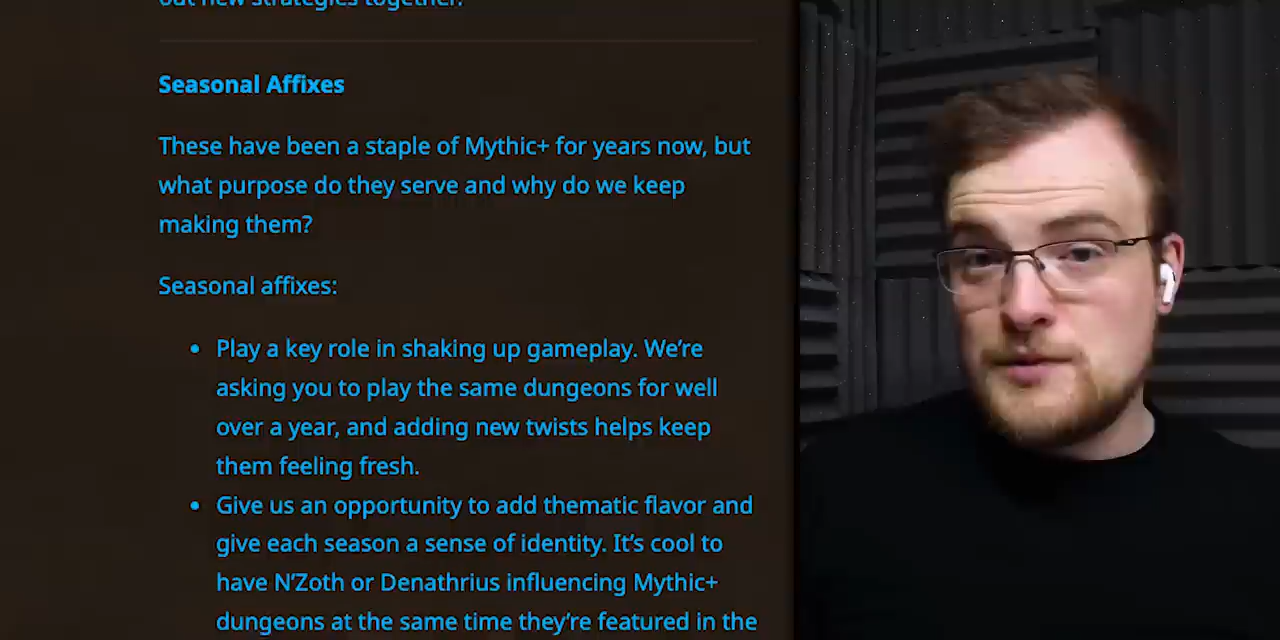 out new strategies together.
Seasonal Affixes
These have been a staple of Mythic+ for years now, but
what purpose do they serve and why do we keep
making them?
Seasonal affixes:
• Play a key role in shaking up gameplay. We’re
asking you to play the same dungeons for well
over a year, and adding new twists helps keep
them feeling fresh.
• Give us an opportunity to add thematic flavor and
give each season a sense of identity. It’s cool to
have N’Zoth or Denathrius influencing Mythic+
dungeons at the same time they’re featured in the